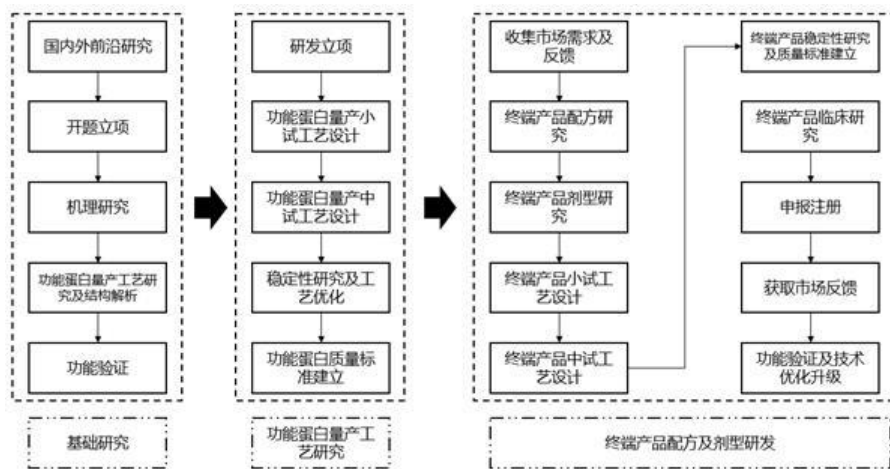 国内外前沿研究
开题立项
机理研究
功能蛋白量产工艺研
究及结构解析
功能验证
基础研究
研发立项
功能蛋白量产小
试工艺设计
功能蛋白量产中
试工艺设计
稳定性研究及工
艺优化
功能蛋白质量标
准建立
功能蛋白量产工
艺研究
收集市场需求及
反馈
终端产品配方研
究
终端产品剂型研
究
终端产品小试工
艺设计
终端产品中试工
艺设计
终端产品稳定性研究
及质量标准建立
终端产品临床研
究
申报注册
获取市场反馈
功能验证及技术
优化升级
终端产品配方及剂型研发